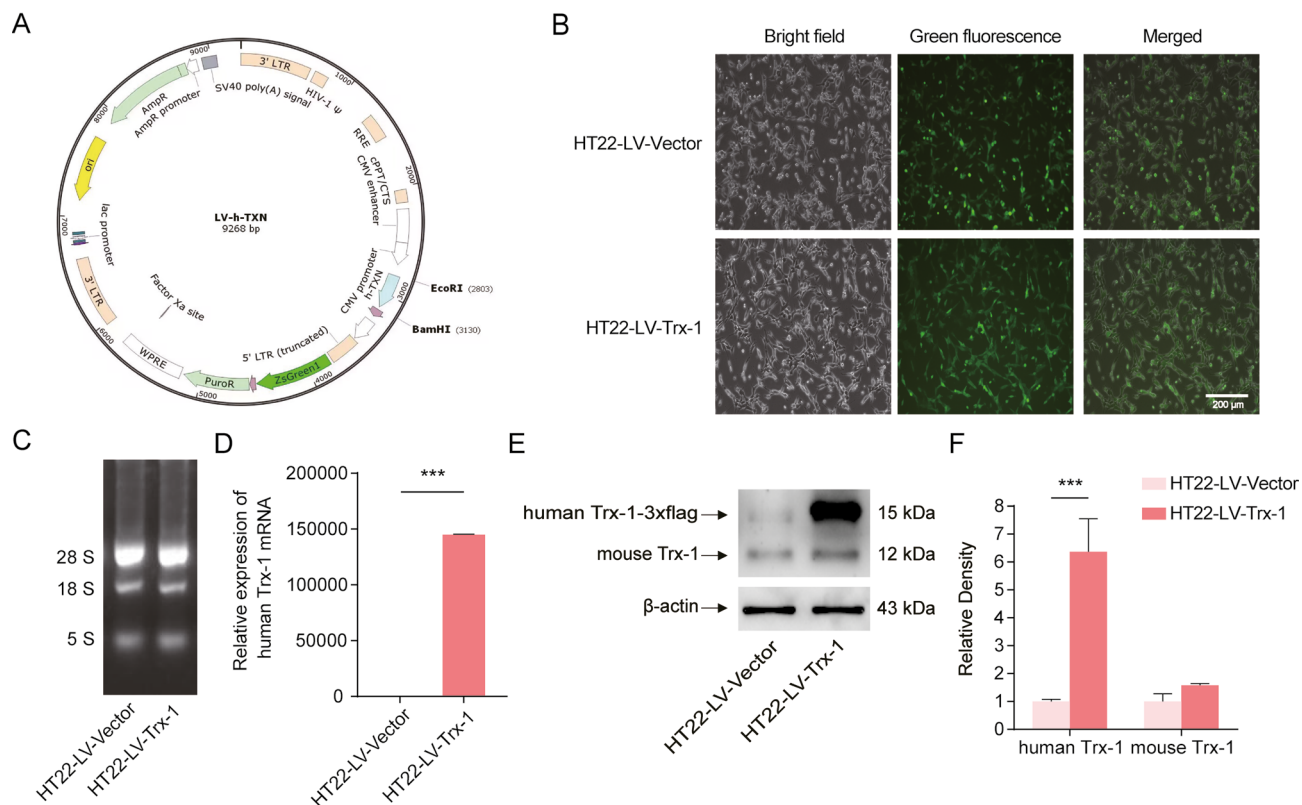 A
9000
3' LTR
1000
HIV-1 Ψ
SV40 poly(A) signal
AmpR promoter
AmpR
8000
RRE
cPPT/CTS
CMV enhancer
2000
ori
LV-h-TXN
9268 bp
7000
lac promoter
CMV promoter
h-TXN
3000
EcoRI (2803)
BamHI (3130)
3' LTR
Factor Xa site
6000
5' LTR (truncated)
WPRE
PuroR
ZsGreen1
4000
5000
B
Bright field
Green fluorescence
Merged
HT22-LV-Vector
HT22-LV-Trx-1
200 μm
C
28 S
18 S
5 S
HT22-LV-Vector
HT22-LV-Trx-1
D
Relative expression of
human Trx-1 mRNA
200000
150000
100000
50000
0
***
HT22-LV-Vector
HT22-LV-Trx-1
E
human Trx-1-3xflag
15 kDa
mouse Trx-1
12 kDa
β-actin
43 kDa
HT22-LV-Vector
HT22-LV-Trx-1
F
HT22-LV-Vector
HT22-LV-Trx-1
***
Relative Density
10
8
6
4
2
1
0
human Trx-1
mouse Trx-1